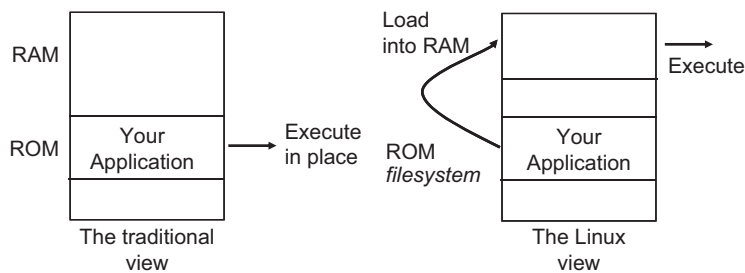 RAM
ROM
Your
Application
Execute
in place
The traditional
view
Load
into RAM
Execute
ROM
filesystem
Your
Application
The Linux
view